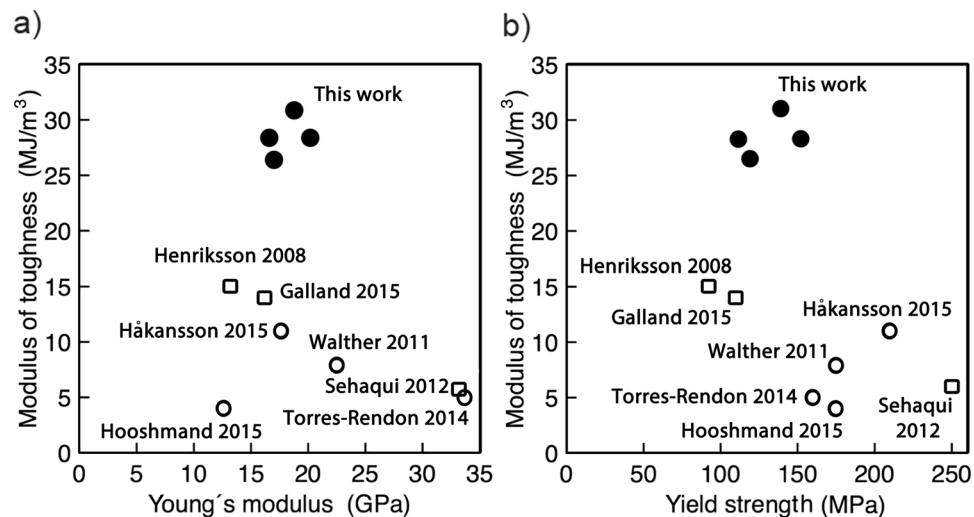 a)
Modulus of toughness (MJ/m³)
35
30
25
20
15
10
5
0
This work
Henriksson 2008
Galland 2015
Håkansson 2015
Walther 2011
Sehaqui 2012
Torres-Rendon 2014
Hooshmand 2015
0 5 10 15 20 25 30 35
Young´s modulus (GPa)
b)
Modulus of toughness (MJ/m³)
35
30
25
20
15
10
5
0
This work
Henriksson 2008
Galland 2015
Håkansson 2015
Walther 2011
Torres-Rendon 2014
Sehaqui
2012
Hooshmand 2015
0 50 100 150 200 250
Yield strength (MPa)